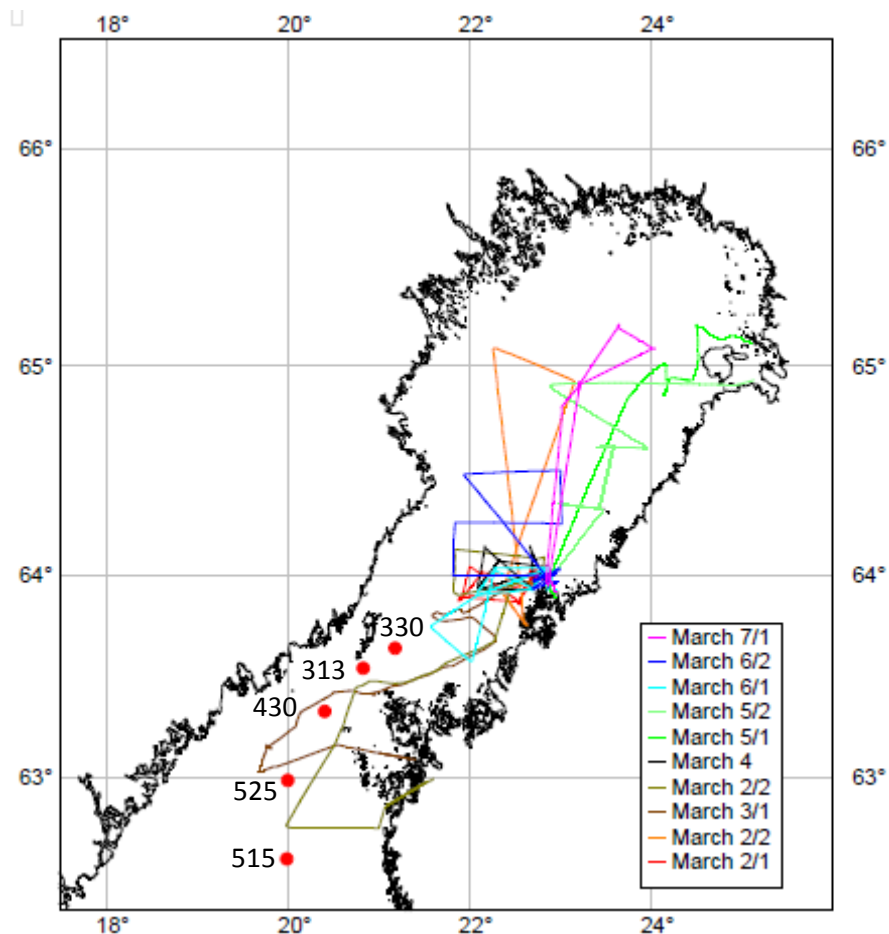 18° 20° 22° 24°
66° 66°
65° 65°
64° 64°
330
313
430
63° 63°
525
515
March 7/1
March 6/2
March 6/1
March 5/2
March 5/1
March 4
March 2/2
March 3/1
March 2/2
March 2/1
18° 20° 22° 24°